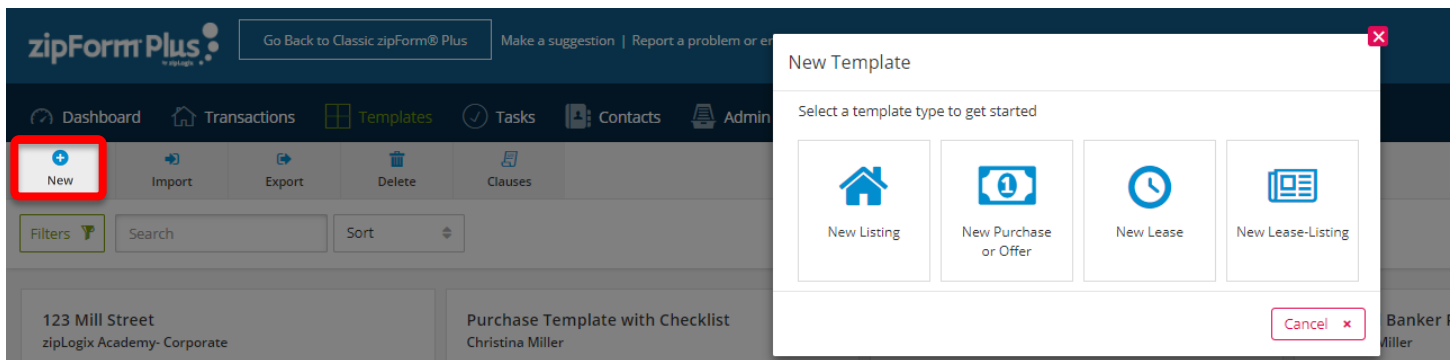 zipForm Plus
by zipLogix
Go Back to Classic zipForm® Plus
Make a suggestion | Report a problem or er
Dashboard
Transactions
Templates
Tasks
Contacts
Admin
New
Import
Export
Delete
Clauses
Filters
Search
Sort
123 Mill Street
zipLogix Academy- Corporate
Purchase Template with Checklist
Christina Miller
New Template
Select a template type to get started
New Listing
1
New Purchase
or Offer
New Lease
New Lease-Listing
Cancel ×
Banker
Miller